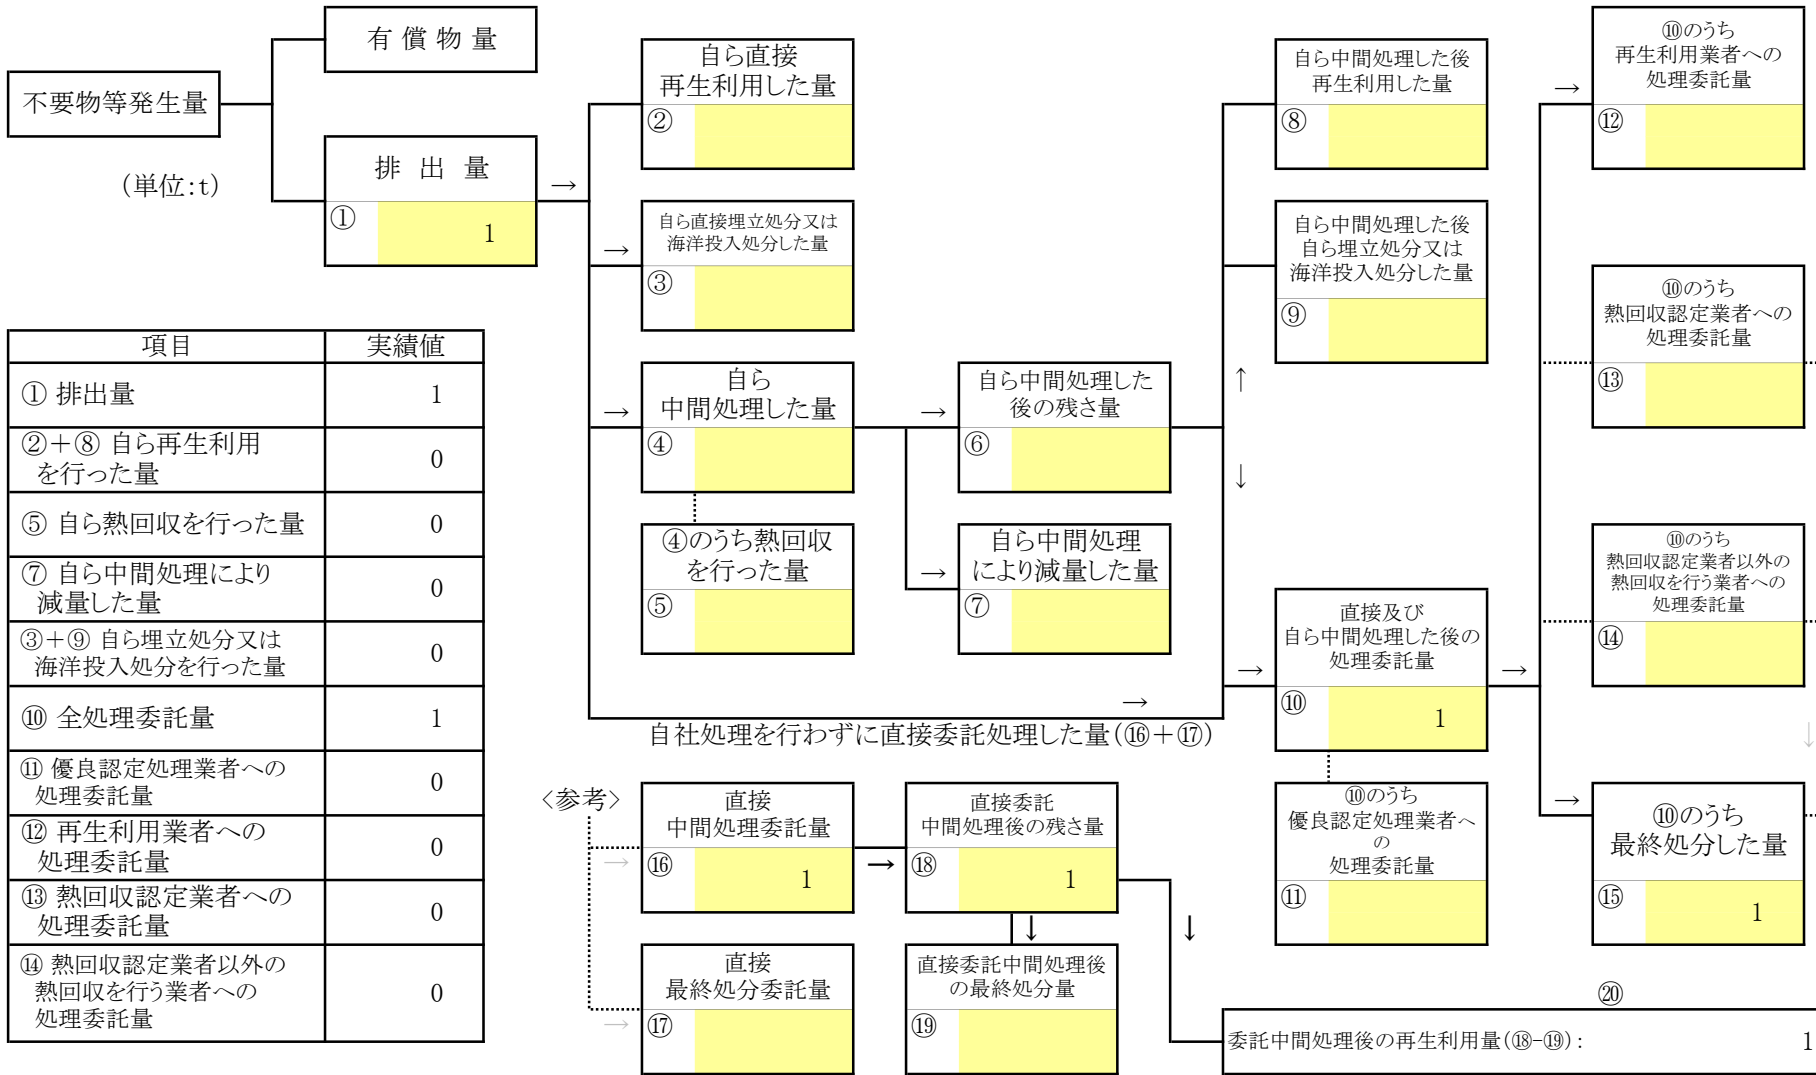 不要物等発生量
(単位:t)
有 償 物 量
排 出 量
①
1
→
自ら直接
再生利用した量
②
→
自ら直接埋立処分又は
海洋投入処分した量
③
→
自ら
中間処理した量
④
④のうち熱回収
を行った量
⑤
→
自ら中間処理した
後の残さ量
⑥
→
自ら中間処理
により減量した量
⑦
↑
↓
自ら中間処理した後
再生利用した量
⑧
自ら中間処理した後
自ら埋立処分又は
海洋投入処分した量
⑨
→
自社処理を行わずに直接委託処理した量(⑯+⑰)
→
直接及び
自ら中間処理した後の
処理委託量
⑩
1
⑩のうち
優良認定処理業者へ
の
処理委託量
⑪
→
→
⑩のうち
再生利用業者への
処理委託量
⑫
⑩のうち
熱回収認定業者への
処理委託量
⑬
⑩のうち
熱回収認定業者以外の
熱回収を行う業者への
処理委託量
⑭
↓
→
⑩のうち
最終処分した量
⑮
1
項目 実績値
① 排出量 1
②+⑧ 自ら再生利用
を行った量 0
⑤ 自ら熱回収を行った量 0
⑦ 自ら中間処理により
減量した量 0
③+⑨ 自ら埋立処分又は
海洋投入処分を行った量 0
⑩ 全処理委託量 1
⑪ 優良認定処理業者への
処理委託量 0
⑫ 再生利用業者への
処理委託量 0
⑬ 熱回収認定業者への
処理委託量 0
⑭ 熱回収認定業者以外の
熱回収を行う業者への
処理委託量 0
〈参考〉
→
直接
中間処理委託量
⑯
1
→
直接委託
中間処理後の残さ量
⑱
1
→
直接
最終処分委託量
⑰
↓
直接委託中間処理後
の最終処分量
⑲
↓
⑳
委託中間処理後の再生利用量(⑱-⑲): 1